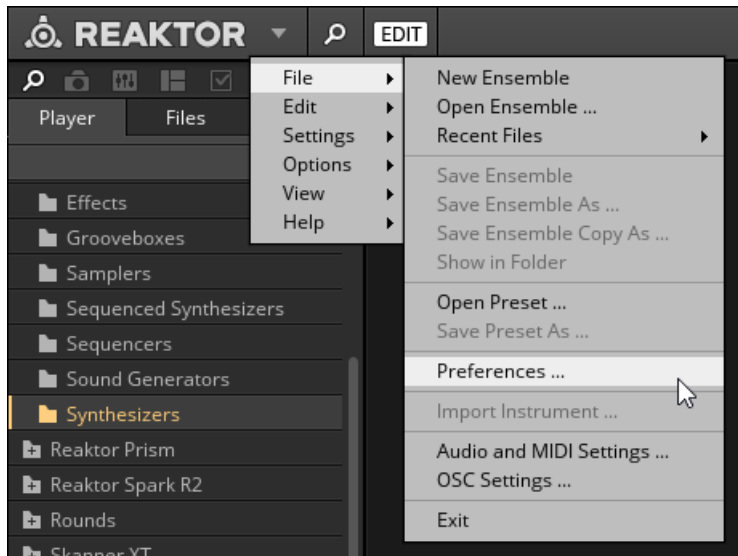 REAKTOR
EDIT
Player
Files
Effects
Grooveboxes
Samplers
Sequenced Synthesizers
Sequencers
Sound Generators
Synthesizers
Reaktor Prism
Reaktor Spark R2
Rounds
Skanner XT
File
Edit
Settings
Options
View
Help
New Ensemble
Open Ensemble ...
Recent Files
Save Ensemble
Save Ensemble As ...
Save Ensemble Copy As ...
Show in Folder
Open Preset ...
Save Preset As ...
Preferences ...
Import Instrument ...
Audio and MIDI Settings ...
OSC Settings ...
Exit